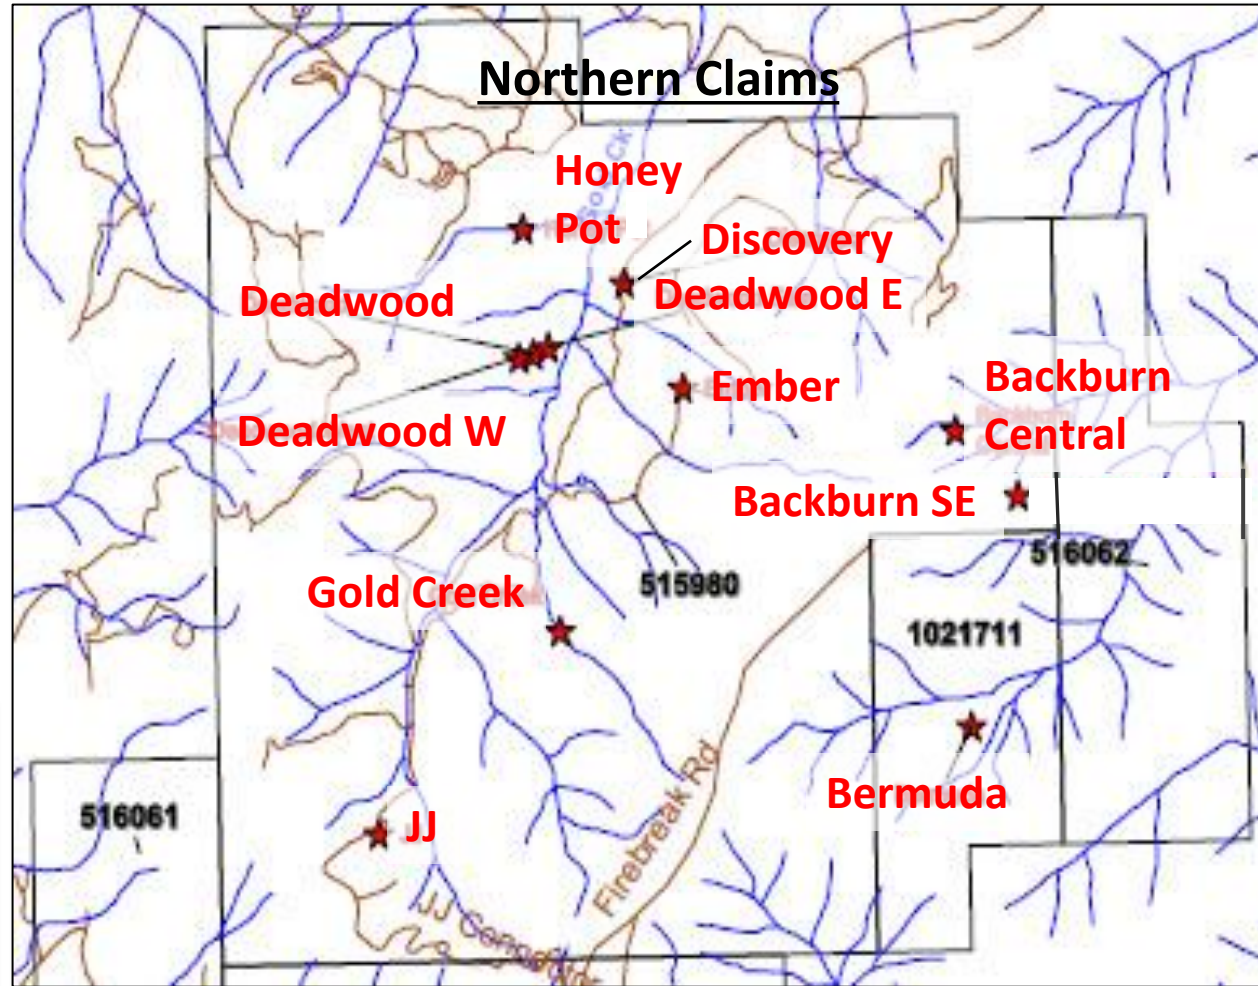 Northern Claims
Honey
Pot
Discovery
Deadwood
Deadwood E
Backburn
Ember
Central
Deadwood W
Backburn SE
516062
515980
Gold Creek
1021711
Bermuda
516061
JJ
Firebreak Rd
JJ